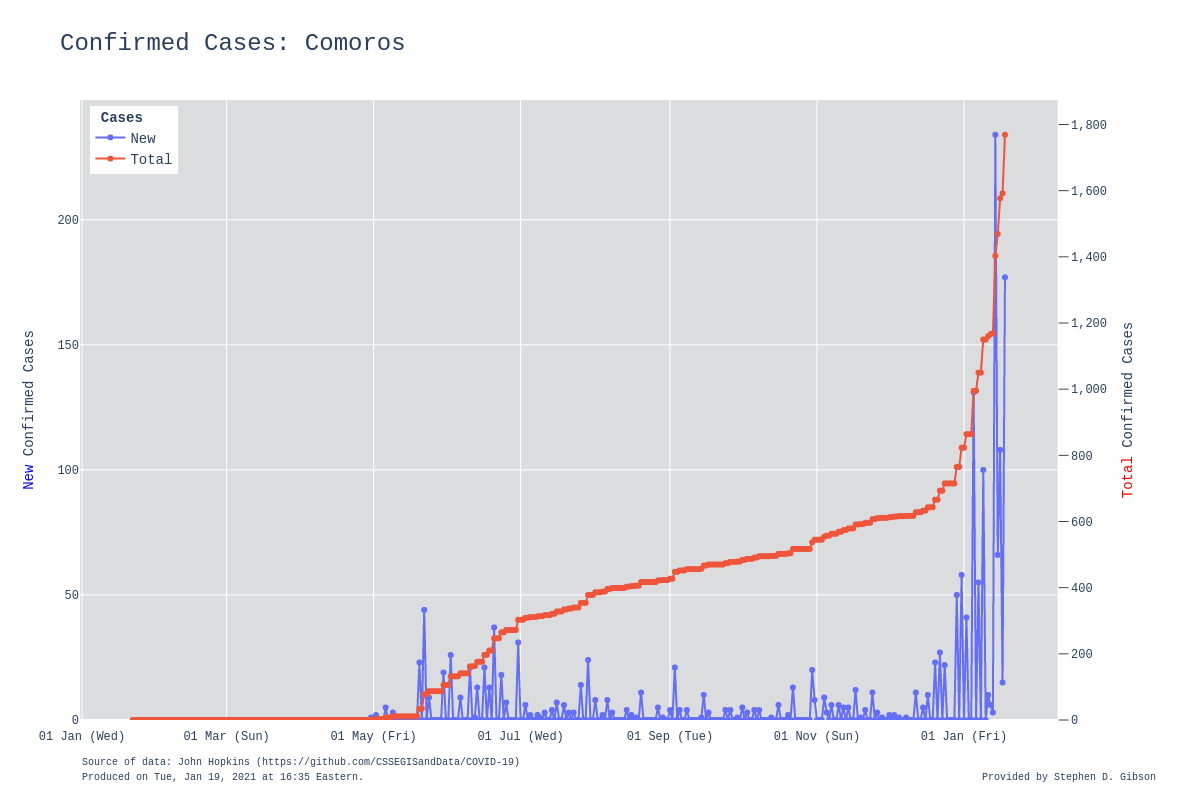 Confirmed Cases: Comoros
Cases
New
Total
200
150
100
50
0
1,800
1,600
1,400
1,200
1,000
800
600
400
200
0
New Confirmed Cases
Total Confirmed Cases
01 Jan (Wed)
01 Mar (Sun)
01 May (Fri)
01 Jul (Wed)
01 Sep (Tue)
01 Nov (Sun)
01 Jan (Fri)
Source of data: John Hopkins (https://github.com/CSSEGISandData/COVID-19)
Produced on Tue, Jan 19, 2021 at 16:35 Eastern.
Provided by Stephen D. Gibson